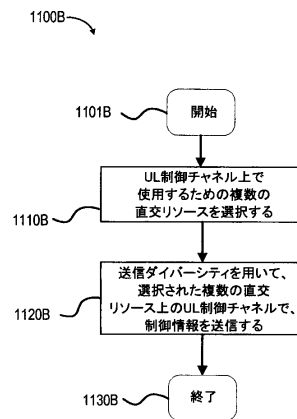 1100B
1101B
開始
UL制御チャネル上で
使用するための複数の
直交リソースを選択する
1110B
送信ダイバーシティを用いて、
選択された複数の直交
リソース上のUL制御チャネルで、
制御情報を送信する
1120B
終了
1130B